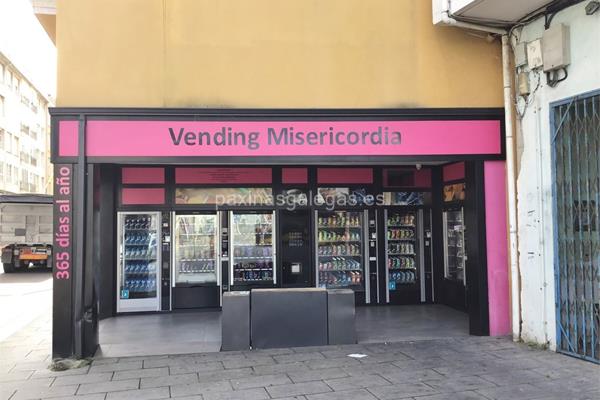 Vending Misericordia
paxinasgalegas.es
365 días al año